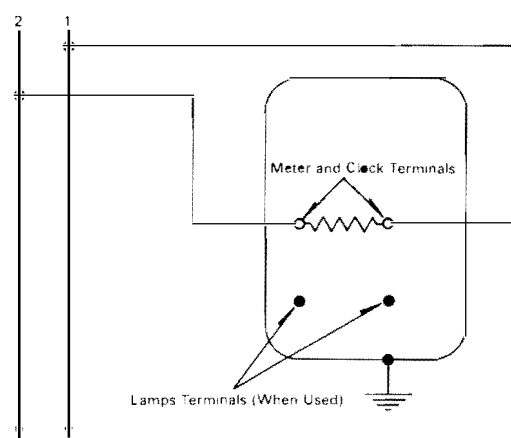 2 1
Meter and Clock Terminals
Lamps Terminals (When Used)